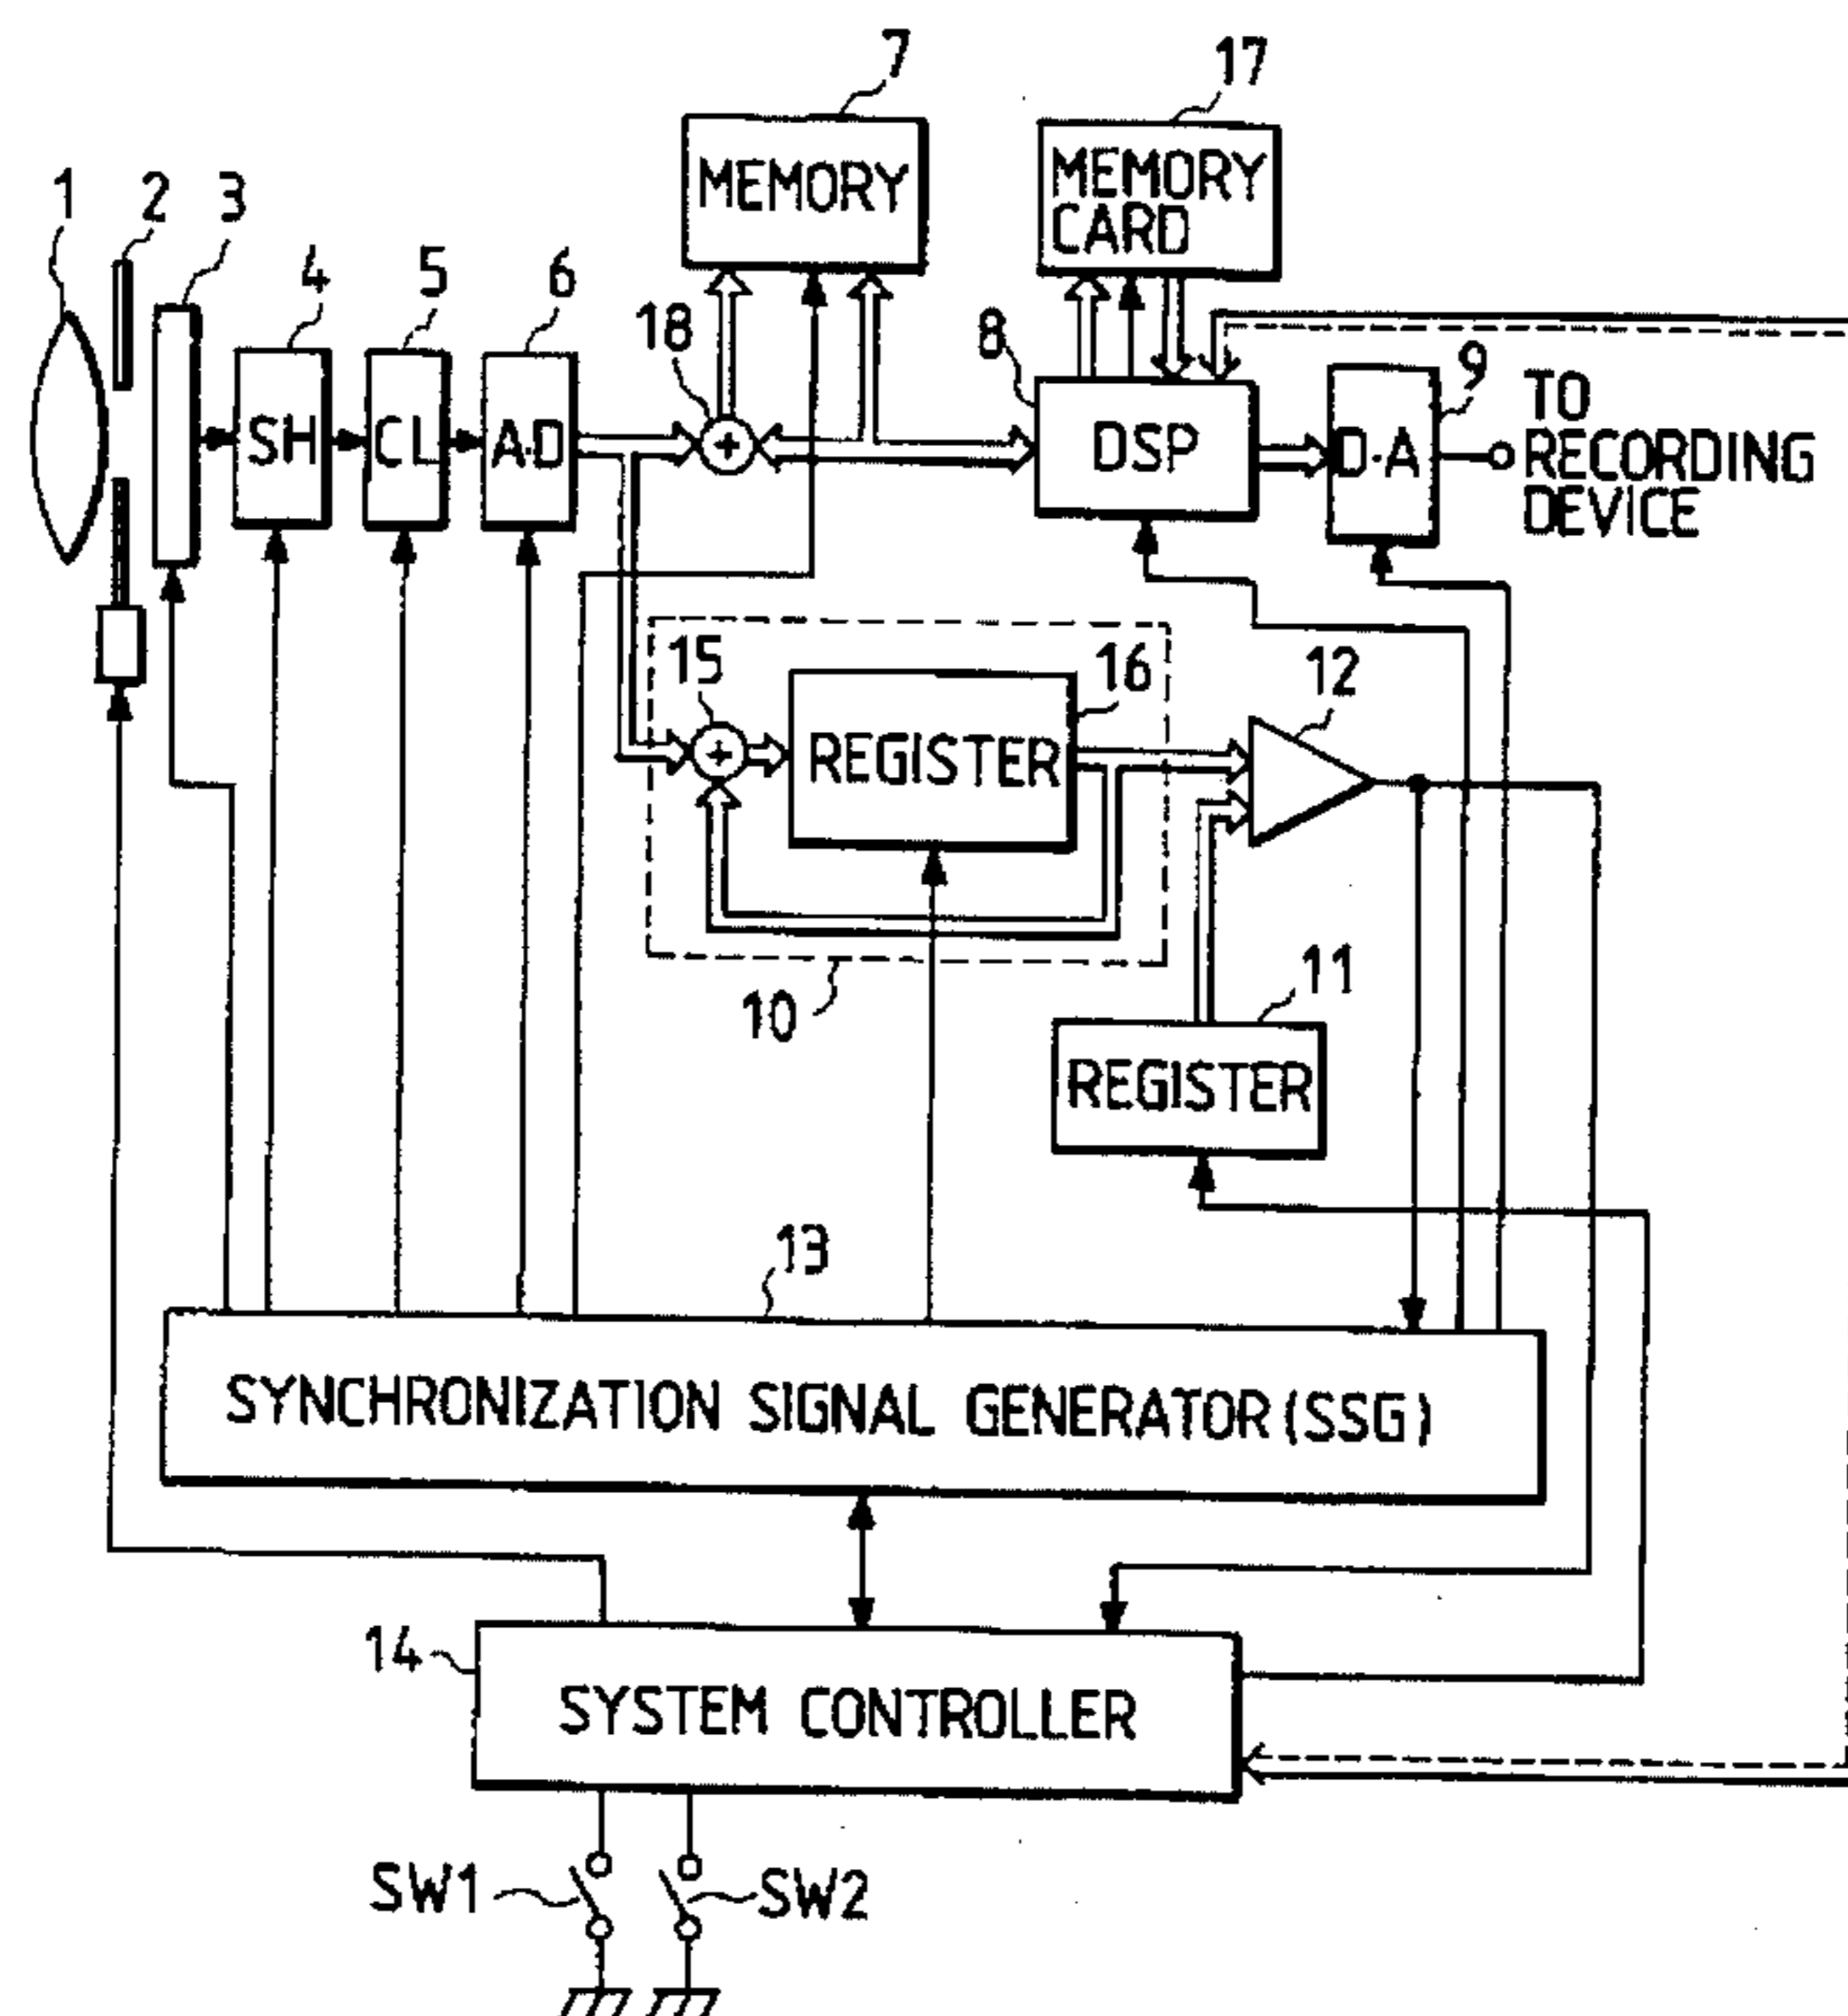 7
17
MEMORY
MEMORY
CARD
1
2
3
4
5
6
18
8
9
SH
CL
A·D
+
DSP
D·A
TO
RECORDING
DEVICE
15
16
12
+
REGISTER
10
11
REGISTER
13
SYNCHRONIZATION SIGNAL GENERATOR (SSG)
14
SYSTEM CONTROLLER
SW1
SW2